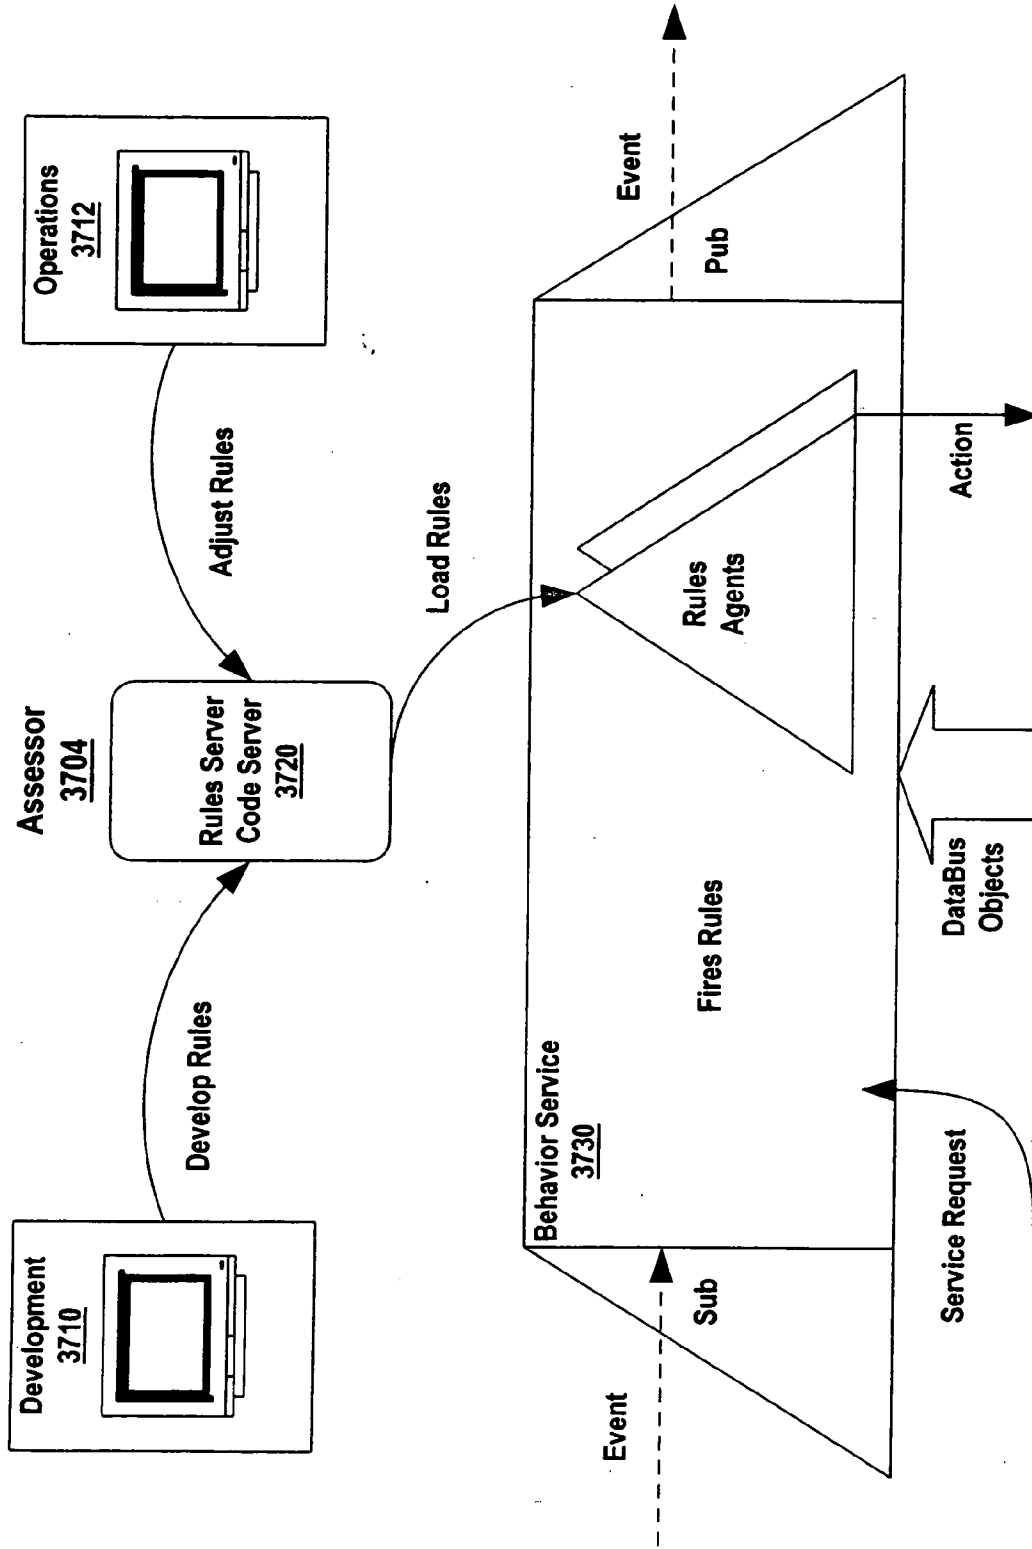 Assessor
3704
Development
3710
Operations
3712
Develop Rules
Rules Server
Code Server
3720
Adjust Rules
Load Rules
Behavior Service
3730
Event
Sub
Fires Rules
Rules
Agents
Pub
Event
Service Request
DataBus
Objects
Action